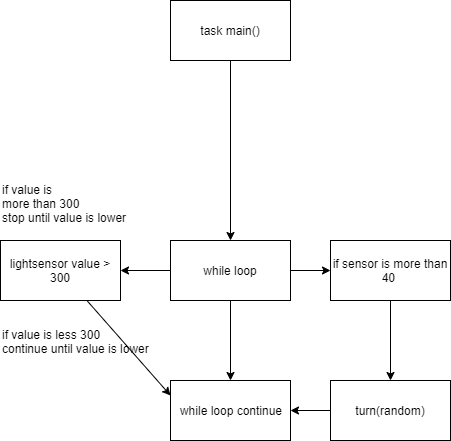 task main()
if value is
more than 300
stop until value is lower
lightsensor value >
300
while loop
if sensor is more than
40
if value is less 300
continue until value is lower
while loop continue
turn(random)